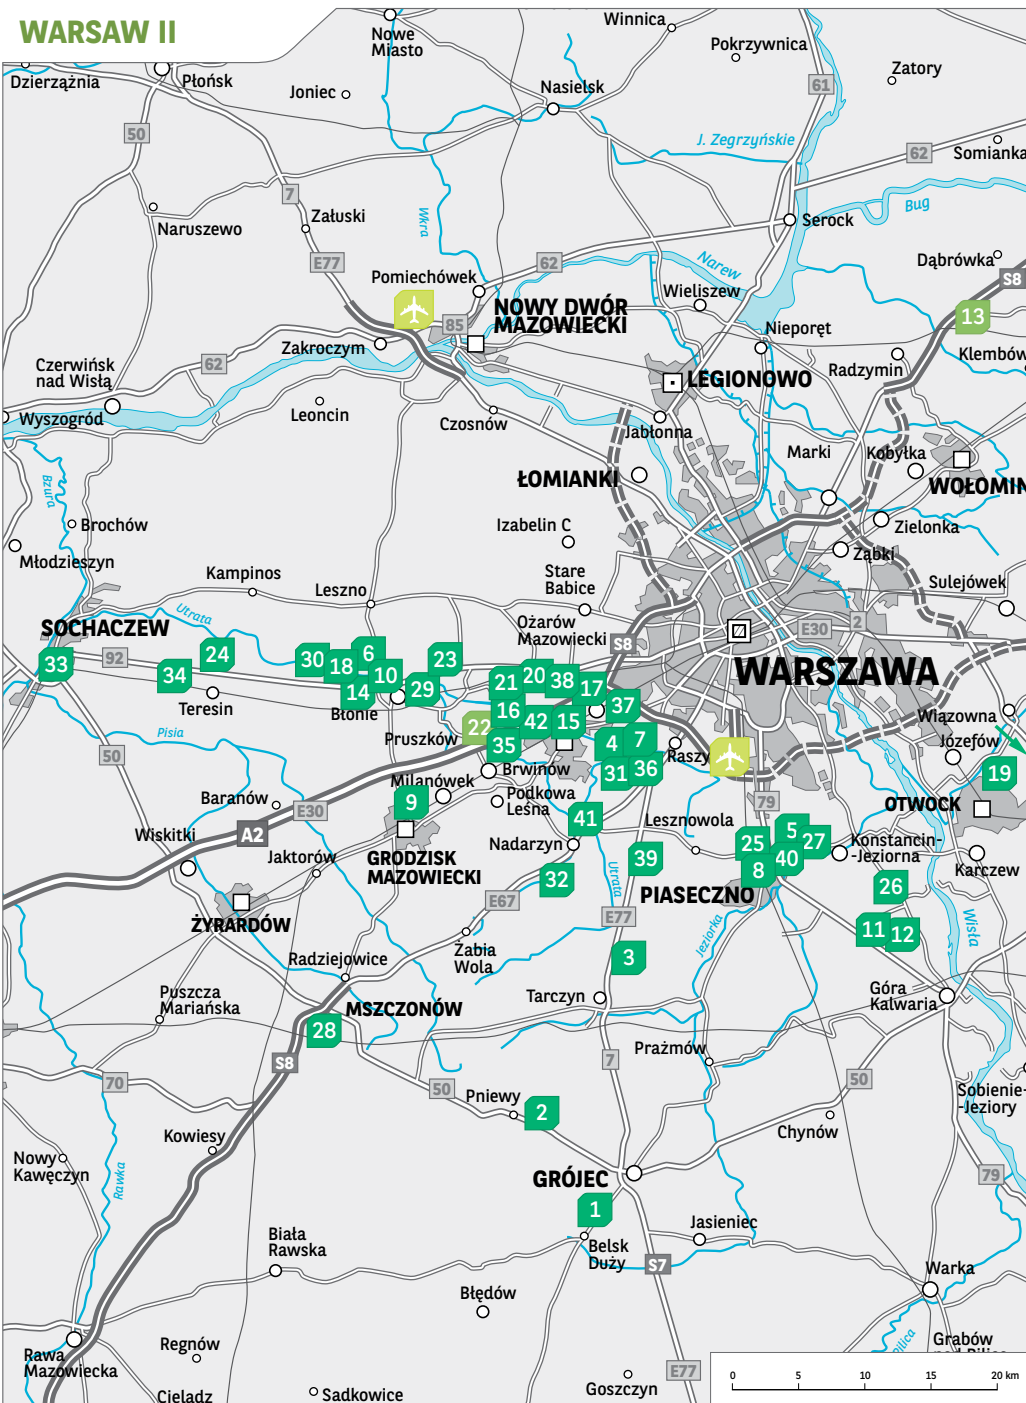 WARSAW II
Winnica
Nowe
Miasto
Pokrzywnica
Dzierzążnia
Płońsk
Joniec
Nasielsk
61
Zatory
50
J. Zegrzyńskie
62
Somianka
7
Załuski
Naruszewo
Wkra
Serock
Bug
E77
Pomiechówek
62
Narew
Dąbrówka
S8
Wieliszew
NOWY DWÓR
MAZOWIECKI
85
13
Nieporęt
Zakroczym
Klembów
Czerwińsk
nad Wisłą
62
Radzymin
LEGIONOWO
Wyszogród
Leoncin
Czosnów
Jabłonna
Marki
Kobyłka
Bzura
ŁOMIANKI
WOŁOMIN
Brochów
Izabelin C
Zielonka
Młodzieszyn
Ząbki
Kampinos
Leszno
Stare
Babice
Sulejówek
Utrata
SOCHACZEW
Ożarów
Mazowiecki
S8
E30
2
33
92
34
24
30
18
6
14
10
29
23
21
20
38
17
37
WARSZAWA
Teresin
Błonie
16
42
15
22
35
4
7
31
36
Wiązowna
Pisia
Pruszków
Raszy
Józefów
50
Brwinów
19
Milanówek
9
Podkowa
Leśna
79
OTWOCK
Baranów
E30
A2
41
Lesznowola
25
5
27
40
8
Wiskitki
Jaktorów
GRODZISK
MAZOWIECKI
Nadarzyn
39
Konstancin-
-Jeziorna
Karczew
32
Utrata
PIASECZNO
26
ŻYRARDÓW
E67
E77
Jeziorka
11
12
Wisła
Żabia
Wola
3
Radziejowice
Góra
Kalwaria
Puszcza
Mariańska
MSZCZONÓW
28
Tarczyn
S8
7
Prażmów
70
50
50
Sobienie-
-Jeziory
Pniewy
2
Chynów
Kowiesy
Nowy
Kawęczyn
Rawka
GRÓJEC
79
1
Jasieniec
Biała
Rawska
Belsk
Duży
S7
Warka
Błędów
Rawa
Mazowiecka
Regnów
Pilica
Grabów
E77
Goszczyn
Cielądz
Sadkowice
0 5 10 15 20 km